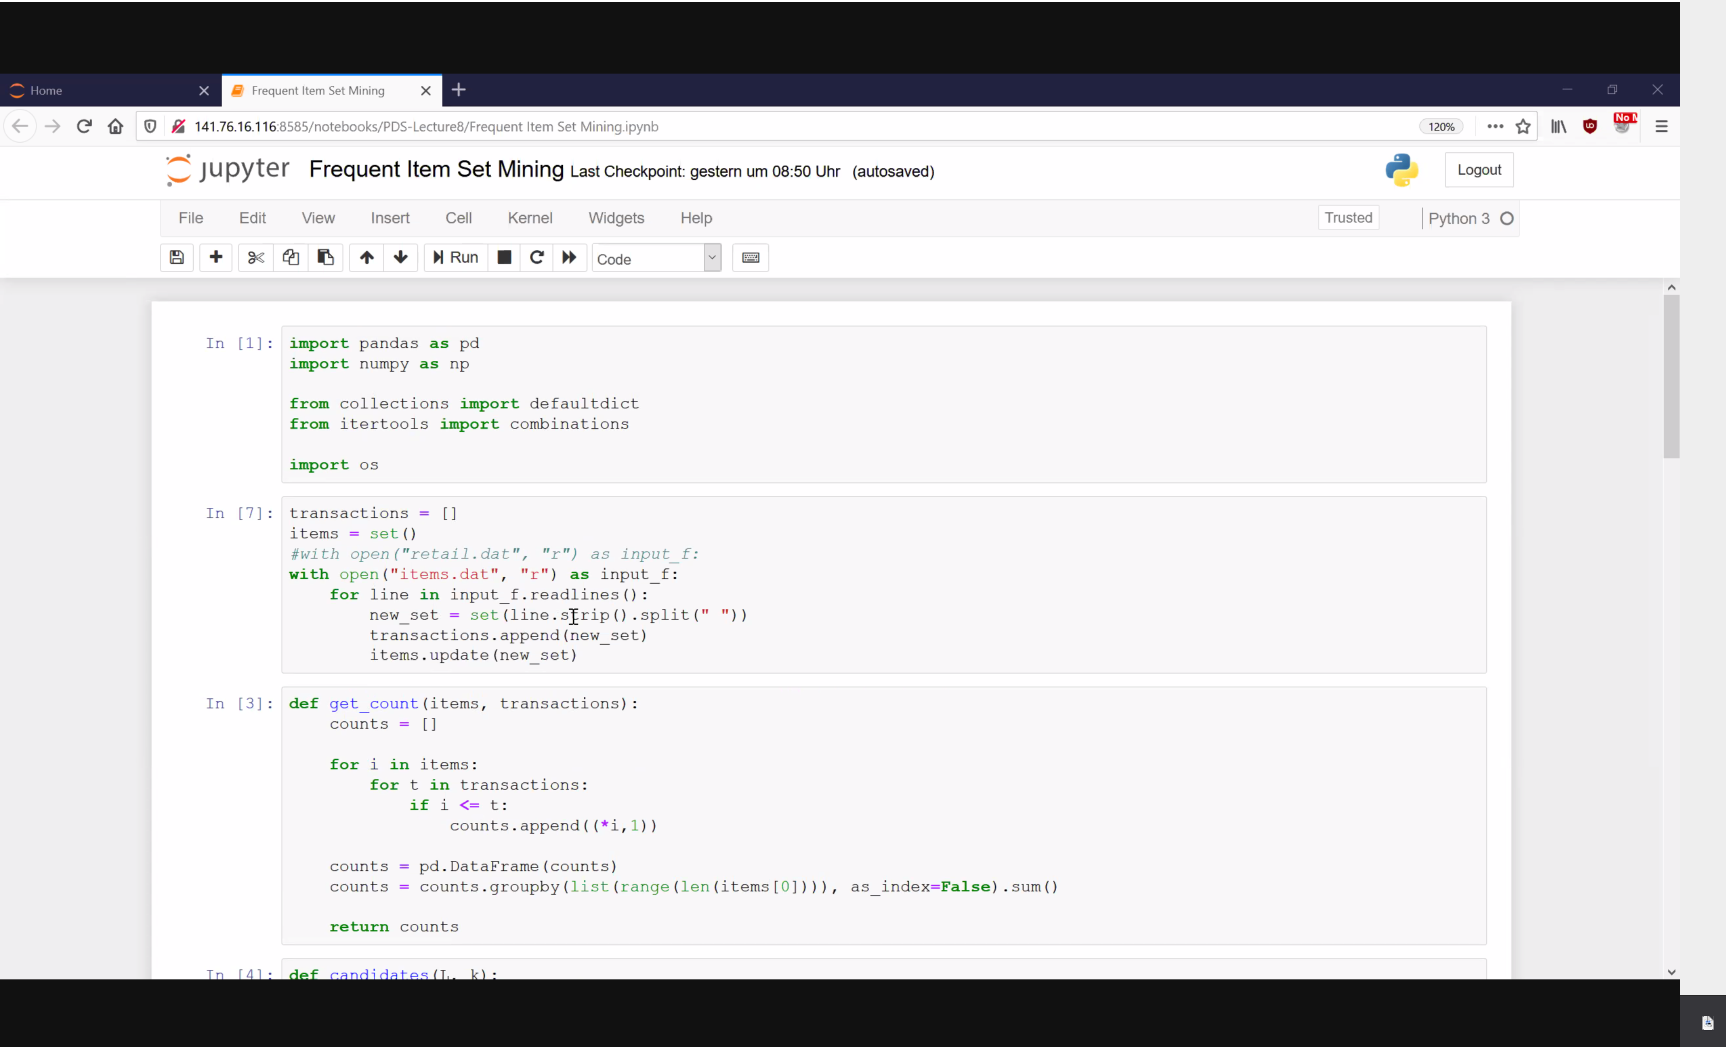 Home
Frequent Item Set Mining
141.76.16.116:8585/notebooks/PDS-Lecture8/Frequent Item Set Mining.ipynb
120%
jupyter Frequent Item Set Mining Last Checkpoint: gestern um 08:50 Uhr (autosaved)
Logout
File Edit View Insert Cell Kernel Widgets Help
Trusted
Python 3
Run
Code
In [1]: import pandas as pd
import numpy as np
from collections import defaultdict
from itertools import combinations
import os
In [7]: transactions = []
items = set()
#with open("retail.dat", "r") as input_f:
with open("items.dat", "r") as input_f:
    for line in input_f.readlines():
        new_set = set(line.strip().split(" "))
        transactions.append(new_set)
        items.update(new_set)
In [3]: def get_count(items, transactions):
    counts = []
    for i in items:
        for t in transactions:
            if i <= t:
                counts.append((*i,1))
    counts = pd.DataFrame(counts)
    counts = counts.groupby(list(range(len(items[0]))), as_index=False).sum()
    return counts
In [4]: def candidates(L, k):